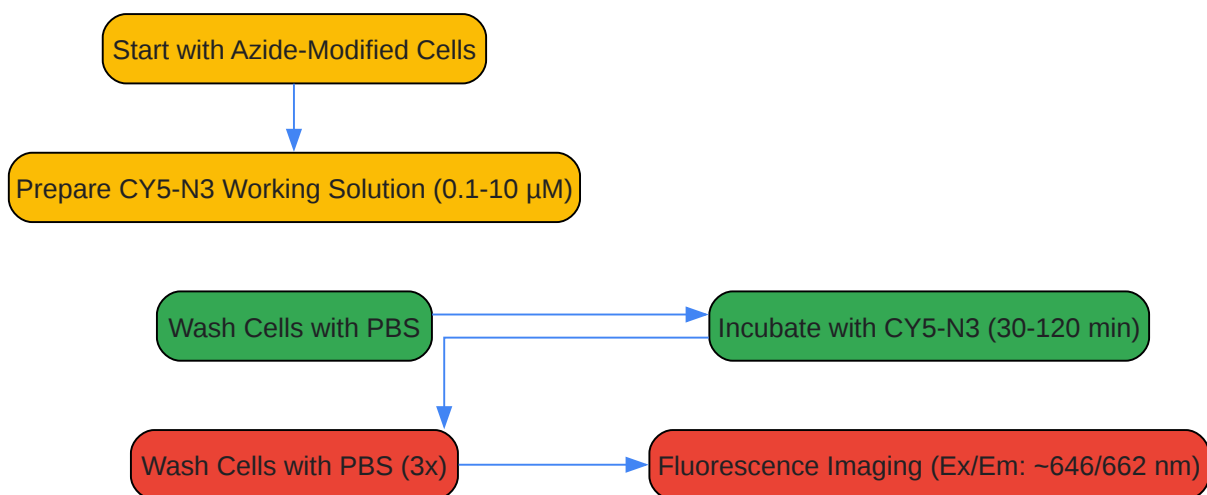 Start with Azide-Modified Cells
Prepare CY5-N3 Working Solution (0.1-10 µM)
Wash Cells with PBS
Incubate with CY5-N3 (30-120 min)
Wash Cells with PBS (3x)
Fluorescence Imaging (Ex/Em: ~646/662 nm)